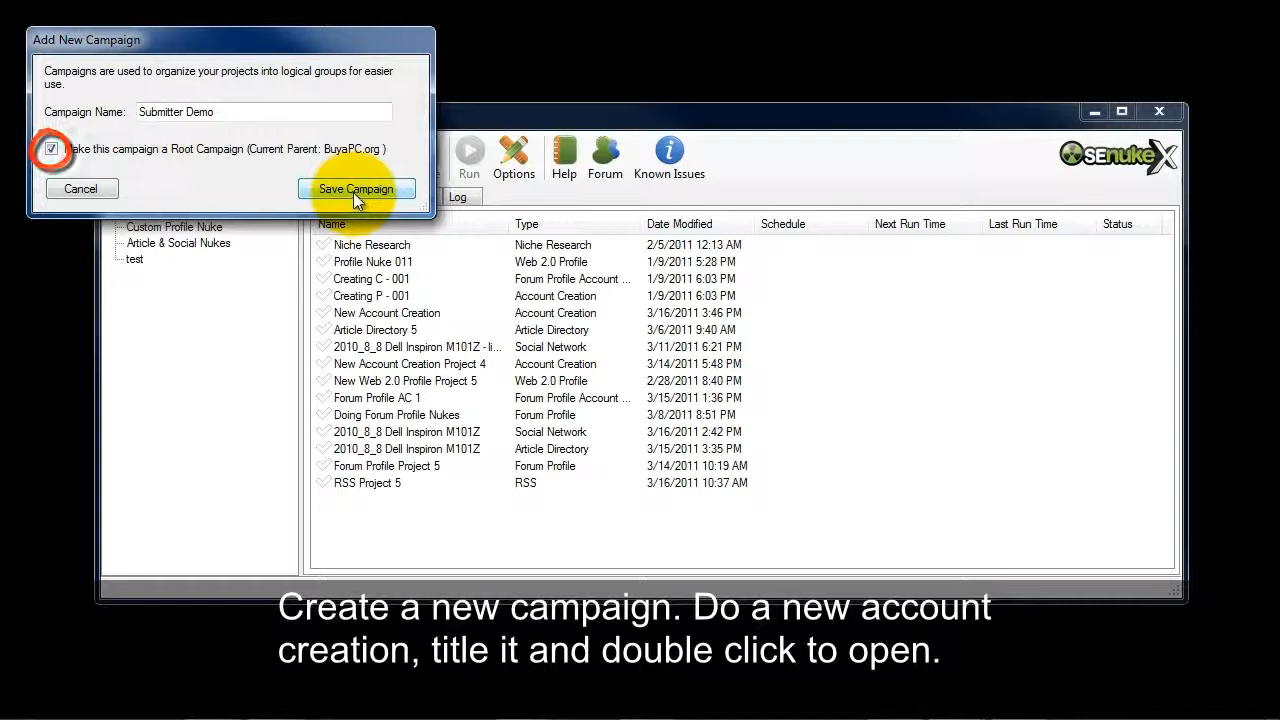 Add New Campaign
Campaigns are used to organize your projects into logical groups for easier
use.
Campaign Name: Submitter Demo
ake this campaign a Root Campaign (Current Parent: BuyaPC.org )
Cancel Save Campaign
Run Options Help Forum Known Issues
SEnukeX
Log
Custom Profile Nuke
Article & Social Nukes
test
Name Type Date Modified Schedule Next Run Time Last Run Time Status
Niche Research Niche Research 2/5/2011 12:13 AM
Profile Nuke 011 Web 2.0 Profile 1/9/2011 5:28 PM
Creating C - 001 Forum Profile Account ... 1/9/2011 6:03 PM
Creating P - 001 Account Creation 1/9/2011 6:03 PM
New Account Creation Account Creation 3/16/2011 3:46 PM
Article Directory 5 Article Directory 3/6/2011 9:40 AM
2010_8_8 Dell Inspiron M101Z - li... Social Network 3/11/2011 6:21 PM
New Account Creation Project 4 Account Creation 3/14/2011 5:48 PM
New Web 2.0 Profile Project 5 Web 2.0 Profile 2/28/2011 8:40 PM
Forum Profile AC 1 Forum Profile Account ... 3/15/2011 1:36 PM
Doing Forum Profile Nukes Forum Profile 3/8/2011 8:51 PM
2010_8_8 Dell Inspiron M101Z Social Network 3/16/2011 2:42 PM
2010_8_8 Dell Inspiron M101Z Article Directory 3/15/2011 3:35 PM
Forum Profile Project 5 Forum Profile 3/14/2011 10:19 AM
RSS Project 5 RSS 3/16/2011 10:37 AM
Create a new campaign. Do a new account
creation, title it and double click to open.